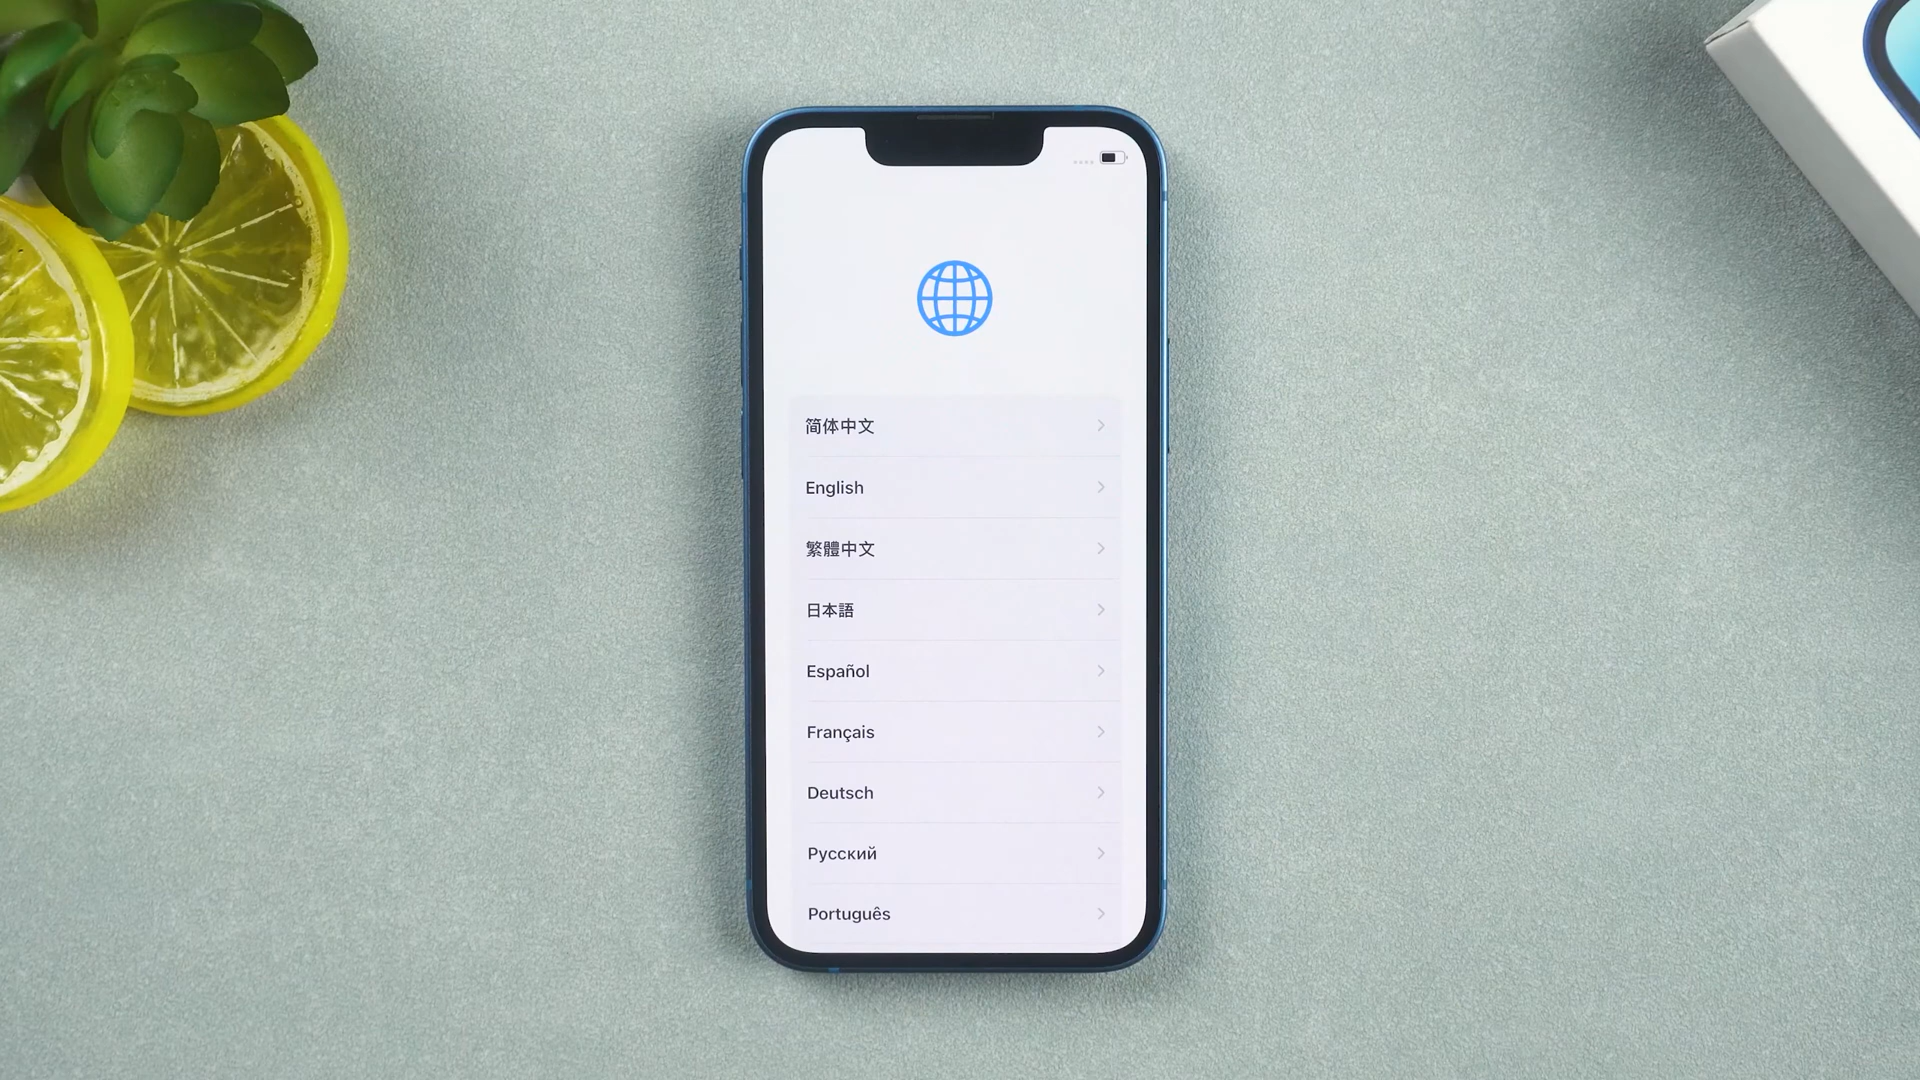 简体中文
English
繁體中文
日本語
Español
Français
Deutsch
Русский
Português